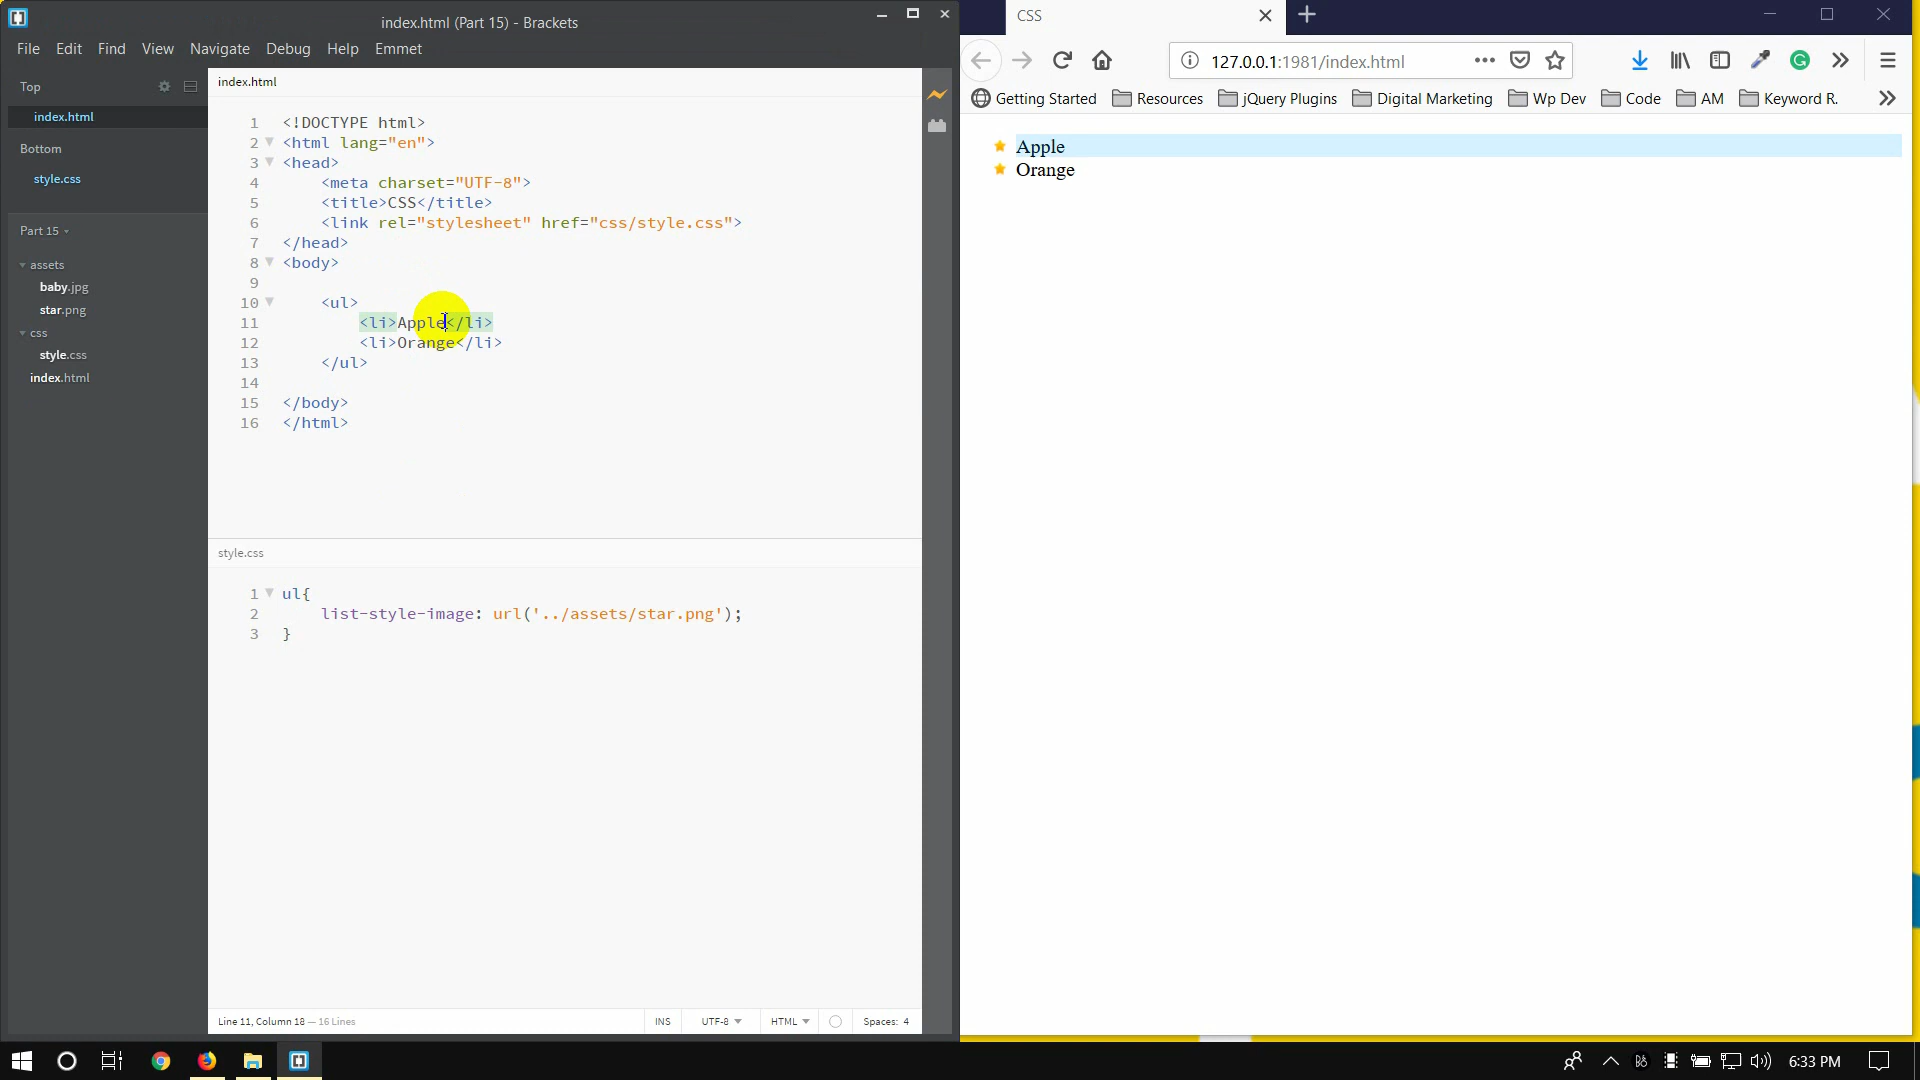 index.html (Part 15) - Brackets
File Edit Find View Navigate Debug Help Emmet
Top
index.html
Bottom
style.css
Part 15
assets
baby.jpg
star.png
css
style.css
index.html
index.html
1 <!DOCTYPE html>
2 <html lang="en">
3 <head>
4 <meta charset="UTF-8">
5 <title>CSS</title>
6 <link rel="stylesheet" href="css/style.css">
7 </head>
8 <body>
9
10 <ul>
11 <li>Apple</li>
12 <li>Orange</li>
13 </ul>
14
15 </body>
16 </html>
style.css
1 ul{
2 list-style-image: url('../assets/star.png');
3 }
Line 11, Column 18 — 16 Lines
INS UTF-8 HTML Spaces: 4
CSS
127.0.0.1:1981/index.html
Getting Started Resources jQuery Plugins Digital Marketing Wp Dev Code AM Keyword R.
Apple
Orange
6:33 PM